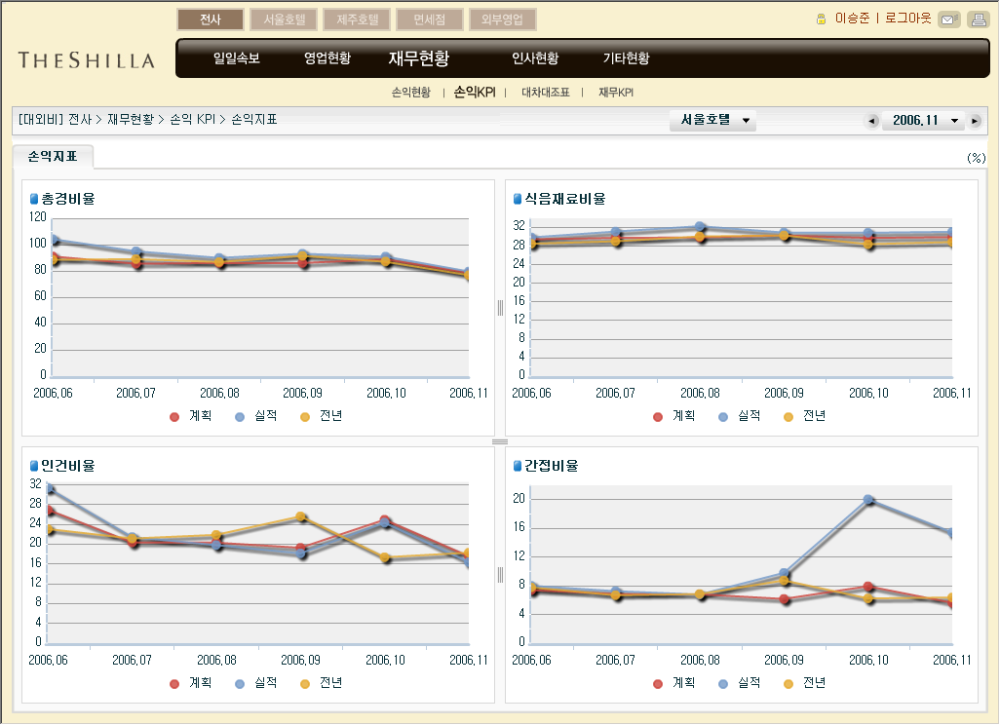 전사 서울호텔 제주호텔 면세점 외부영업
이승준 | 로그아웃
THE SHILLA
일일속보 영업현황 재무현황 인사현황 기타현황
손익현황 | 손익KPI | 대차대조표 | 재무KPI
[대외비] 전사 > 재무현황 > 손익 KPI > 손익지표
서울호텔
2006.11
손익지표
(%)
총경비율
120
100
80
60
40
20
0
2006.06 2006.07 2006.08 2006.09 2006.10 2006.11
계획 실적 전년
식음재료비율
32
28
24
20
16
12
8
4
0
2006.06 2006.07 2006.08 2006.09 2006.10 2006.11
계획 실적 전년
인건비율
32
28
24
20
16
12
8
4
0
2006.06 2006.07 2006.08 2006.09 2006.10 2006.11
계획 실적 전년
간접비율
20
16
12
8
4
0
2006.06 2006.07 2006.08 2006.09 2006.10 2006.11
계획 실적 전년